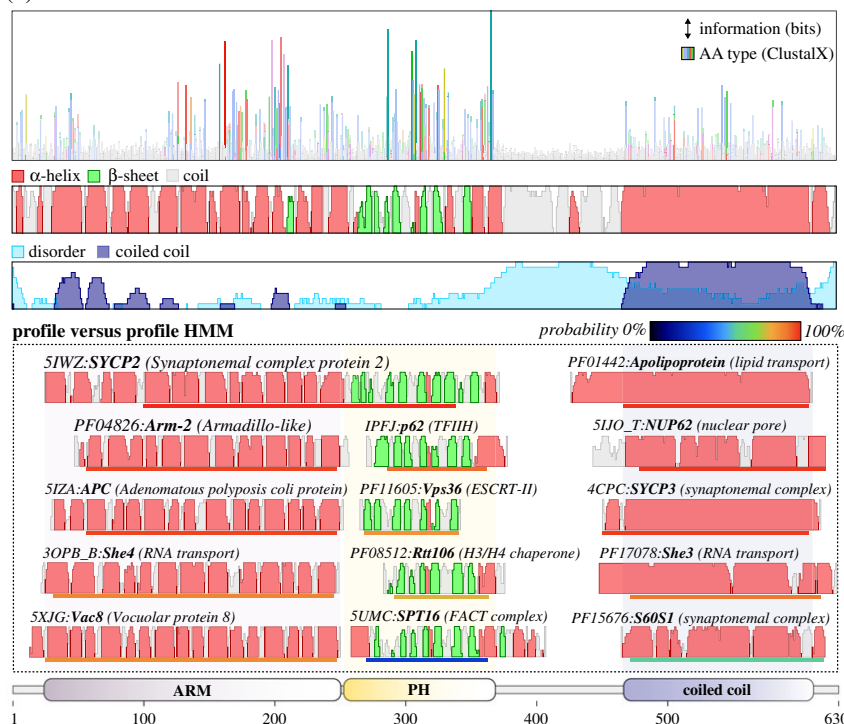 information (bits)
AA type (ClustalX)
α-helix β-sheet coil
disorder coiled coil
profile versus profile HMM
probability 0% 100%
5IWZ:SYCP2 (Synaptonemal complex protein 2)
PF01442:Apolipoprotein (lipid transport)
PF04826:Arm-2 (Armadillo-like)
IPFJ:p62 (TFIIH)
5IJO_T:NUP62 (nuclear pore)
5IZA:APC (Adenomatous polyposis coli protein)
PF11605:Vps36 (ESCRT-II)
4CPC:SYCP3 (synaptonemal complex)
3OPB_B:She4 (RNA transport)
PF08512:Rtt106 (H3/H4 chaperone)
PF17078:She3 (RNA transport)
5XJG:Vac8 (Vocuolar protein 8)
5UMC:SPT16 (FACT complex)
PF15676:S60S1 (synaptonemal complex)
ARM PH coiled coil
1 100 200 300 400 500 630